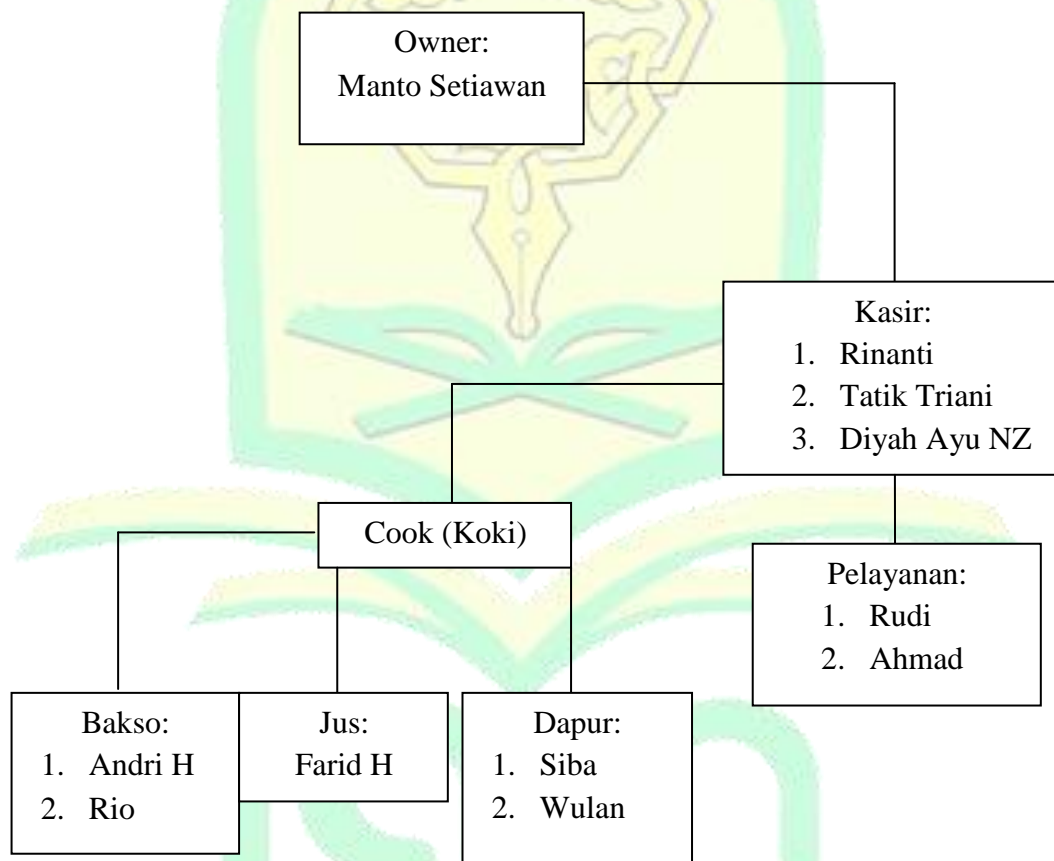 Owner:
Manto Setiawan
Kasir:
1. Rinanti
2. Tatik Triani
3. Diyah Ayu NZ
Cook (Koki)
Pelayanan:
1. Rudi
2. Ahmad
Bakso:
1. Andri H
2. Rio
Jus:
Farid H
Dapur:
1. Siba
2. Wulan